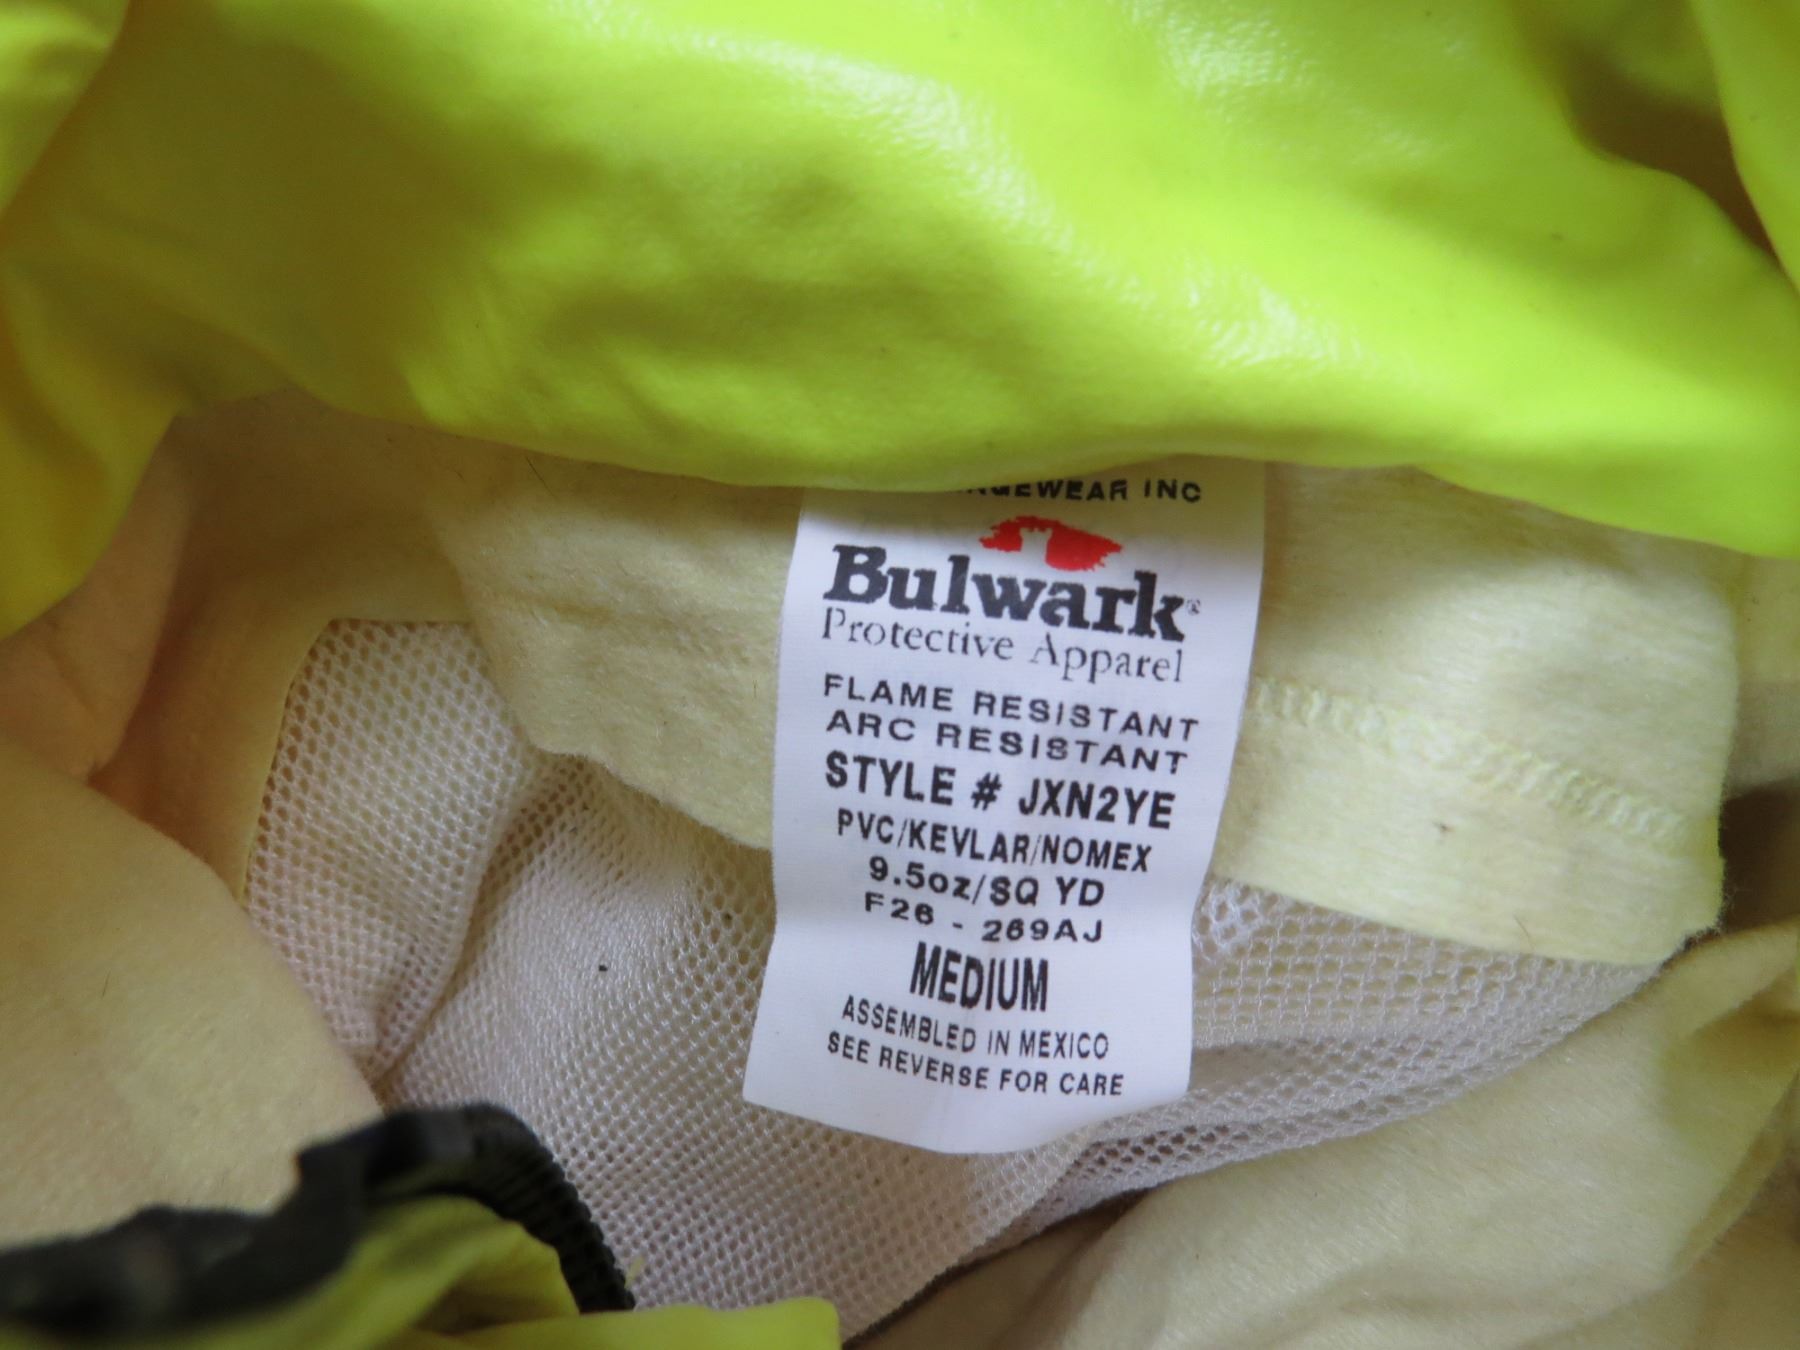 INC
Bulwark®
Protective Apparel
FLAME RESISTANT
ARC RESISTANT
STYLE # JXN2YE
PVC/KEVLAR/NOMEX
9.5oz/SQ YD
F26 - 269AJ
MEDIUM
ASSEMBLED IN MEXICO
SEE REVERSE FOR CARE